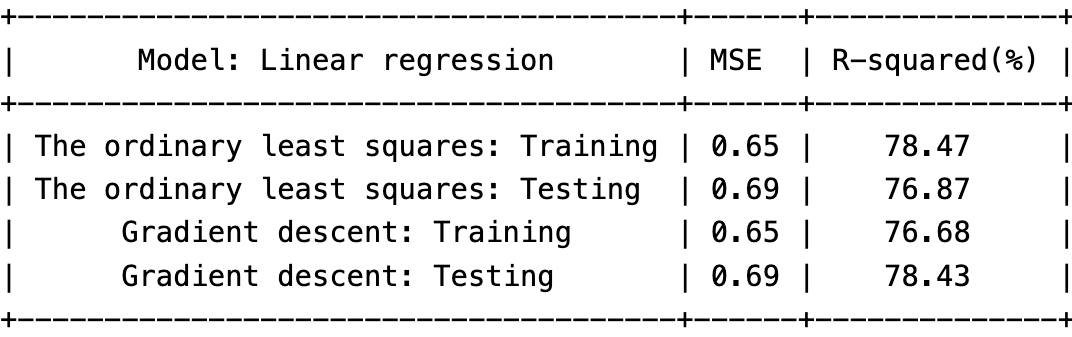 +---------------------------------------+------+--------------+
| Model: Linear regression | MSE | R-squared(%) |
+---------------------------------------+------+--------------+
| The ordinary least squares: Training | 0.65 | 78.47 |
| The ordinary least squares: Testing | 0.69 | 76.87 |
| Gradient descent: Training | 0.65 | 76.68 |
| Gradient descent: Testing | 0.69 | 78.43 |
+---------------------------------------+------+--------------+